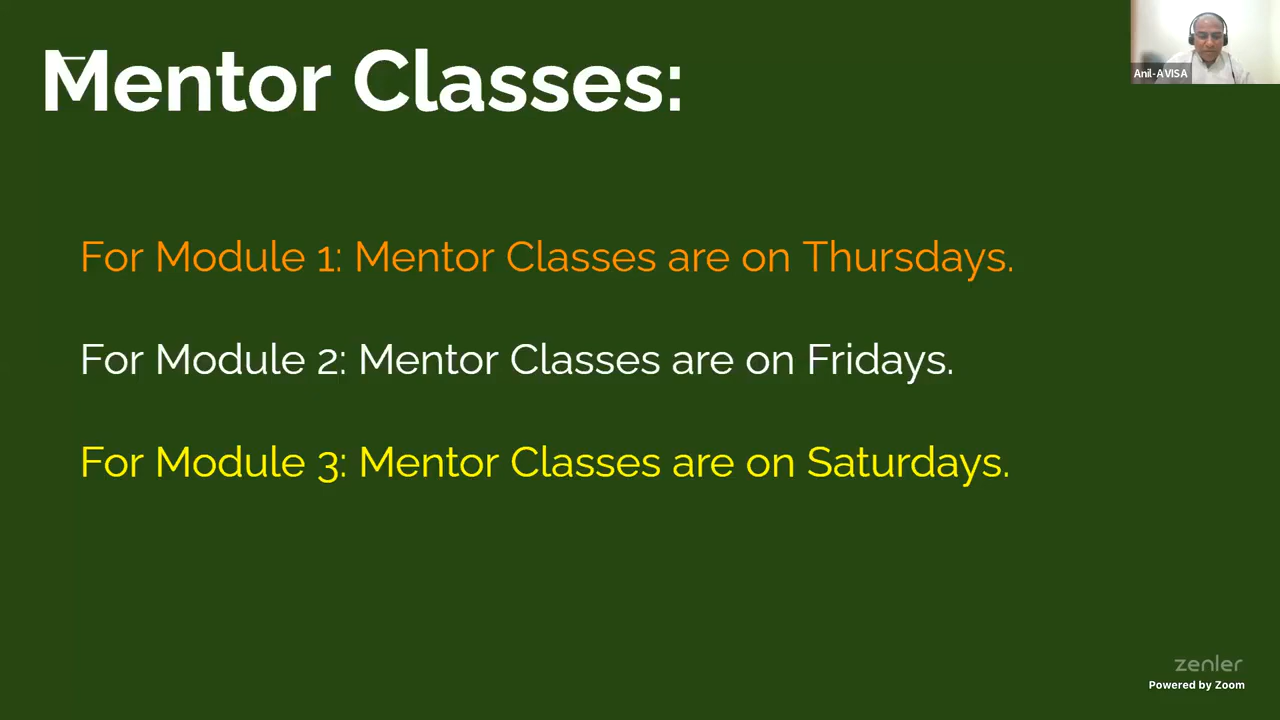 Mentor Classes:
Anil-AVISA
For Module 1: Mentor Classes are on Thursdays.
For Module 2: Mentor Classes are on Fridays.
For Module 3: Mentor Classes are on Saturdays.
zenler
Powered by Zoom